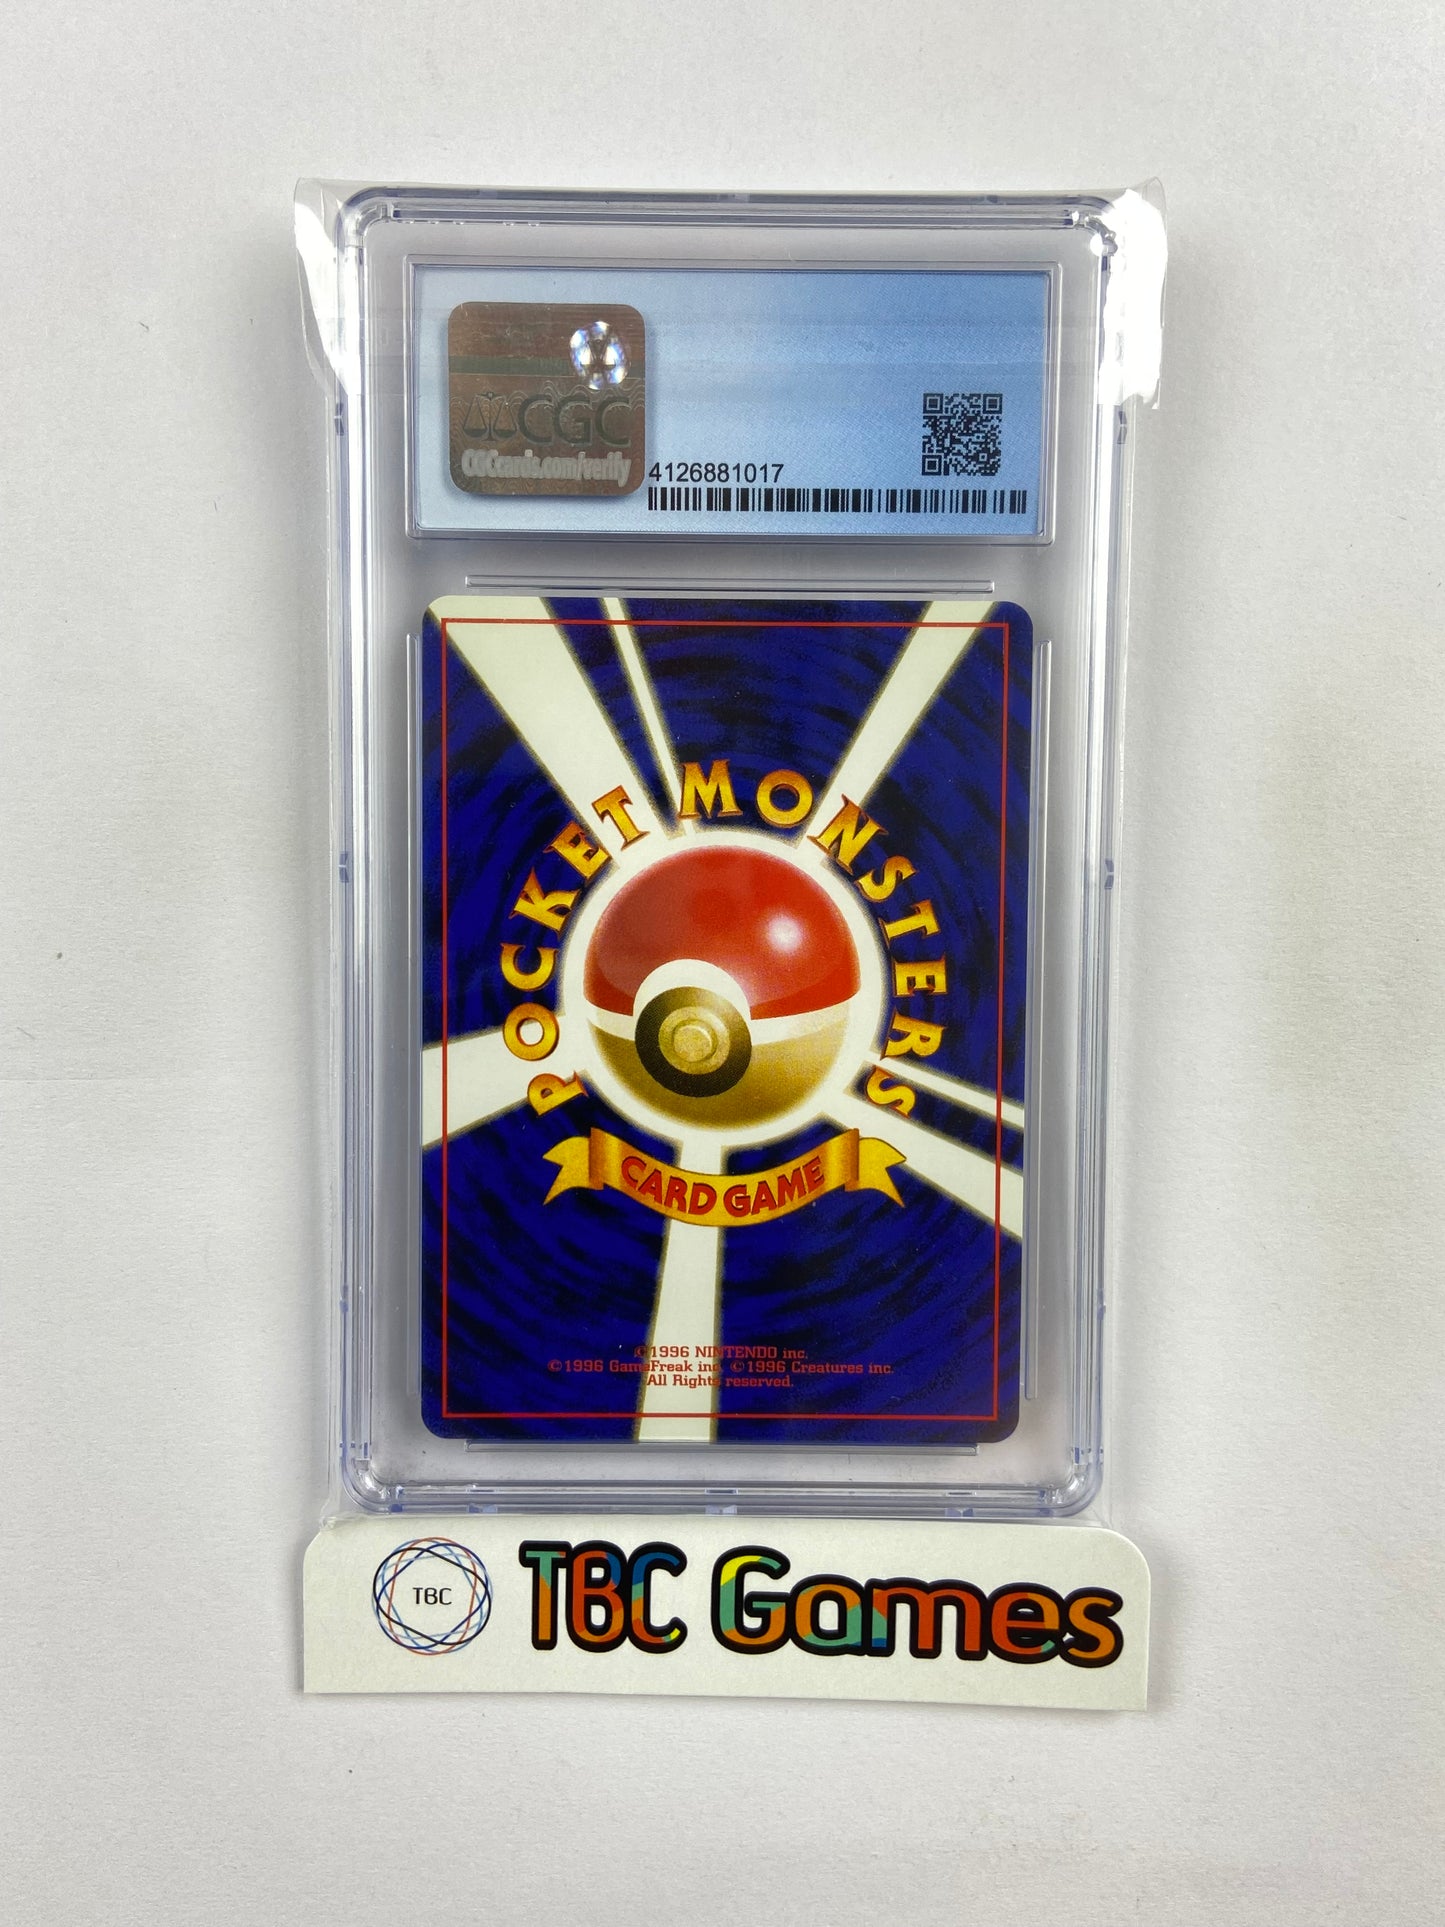 CGC
CGCcards.com/verify
4126881017
POCKET MONSTERS
CARD GAME
©1996 NINTENDO inc.
©1996 GameFreak inc. ©1996 Creatures inc.
All Rights reserved.
TBC
TBC Games